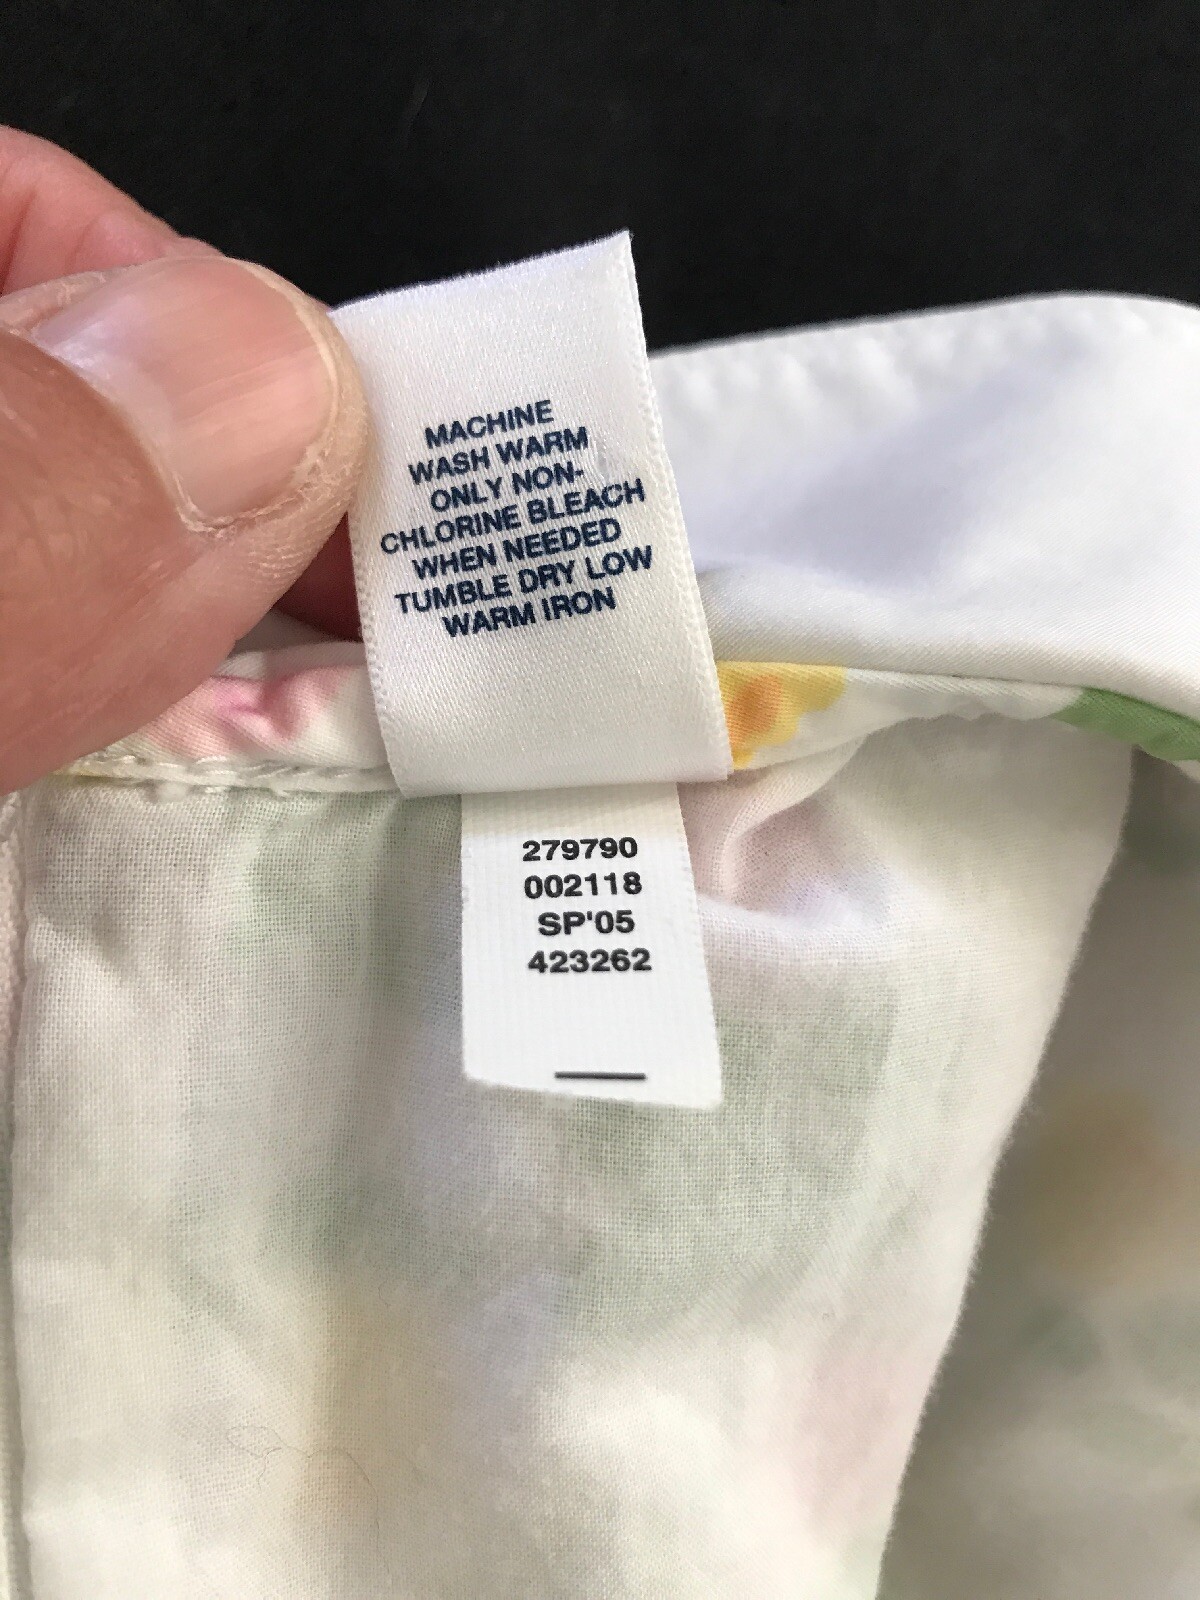 MACHINE
WASH WARM
ONLY NON-
CHLORINE BLEACH
WHEN NEEDED
TUMBLE DRY LOW
WARM IRON
279790
002118
SP'05
423262